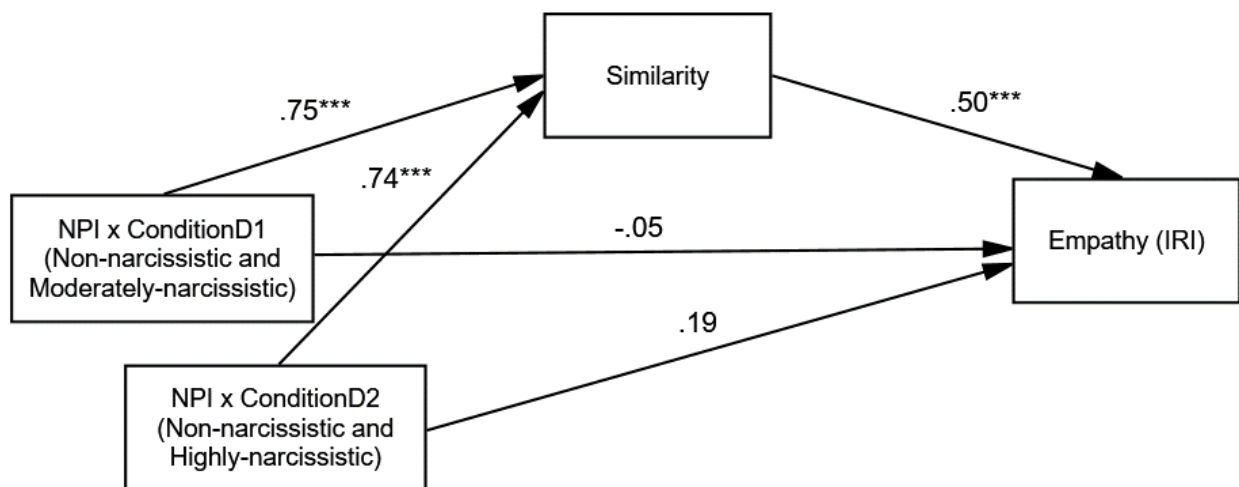 Similarity
.75***
.50***
.74***
NPI x ConditionD1
(Non-narcissistic and
Moderately-narcissistic)
-.05
Empathy (IRI)
.19
NPI x ConditionD2
(Non-narcissistic and
Highly-narcissistic)